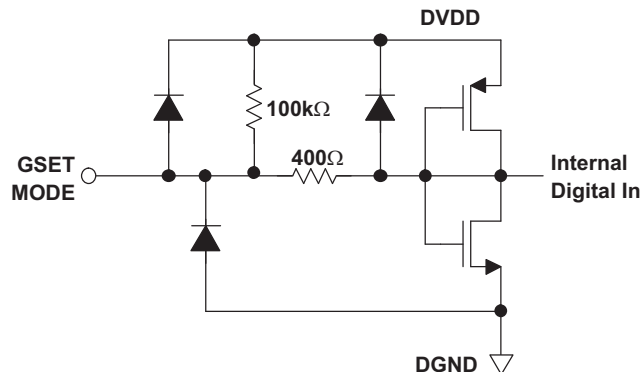 DVDD
100kΩ
400Ω
GSET
MODE
Internal
Digital In
DGND